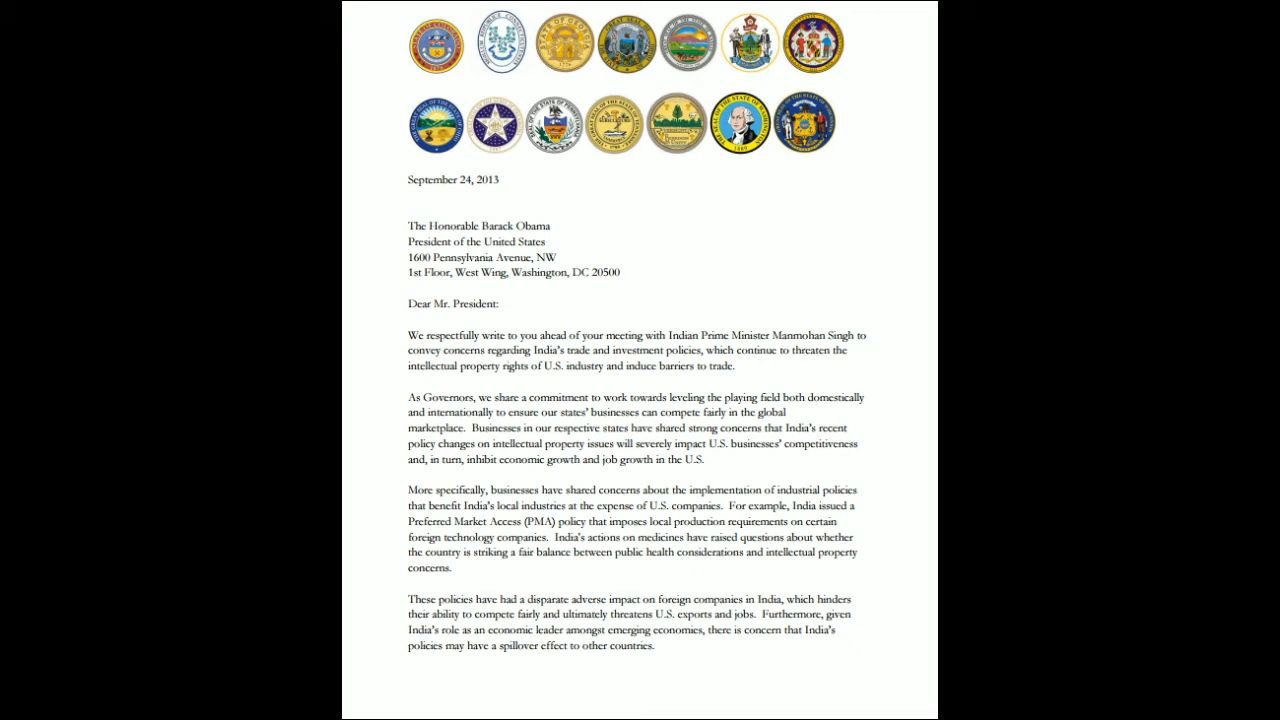 September 24, 2013
The Honorable Barack Obama
President of the United States
1600 Pennsylvania Avenue, NW
1st Floor, West Wing, Washington, DC 20500
Dear Mr. President:
We respectfully write to you ahead of your meeting with Indian Prime Minister Manmohan Singh to
convey concerns regarding India's trade and investment policies, which continue to threaten the
intellectual property rights of U.S. industry and induce barriers to trade.
As Governors, we share a commitment to work towards leveling the playing field both domestically
and internationally to ensure our states' businesses can compete fairly in the global
marketplace. Businesses in our respective states have shared strong concerns that India's recent
policy changes on intellectual property issues will severely impact U.S. businesses' competitiveness
and, in turn, inhibit economic growth and job growth in the U.S.
More specifically, businesses have shared concerns about the implementation of industrial policies
that benefit India's local industries at the expense of U.S. companies. For example, India issued a
Preferred Market Access (PMA) policy that imposes local production requirements on certain
foreign technology companies. India's actions on medicines have raised questions about whether
the country is striking a fair balance between public health considerations and intellectual property
concerns.
These policies have had a disparate adverse impact on foreign companies in India, which hinders
their ability to compete fairly and ultimately threatens U.S. exports and jobs. Furthermore, given
India's role as an economic leader amongst emerging economies, there is concern that India's
policies may have a spillover effect to other countries.